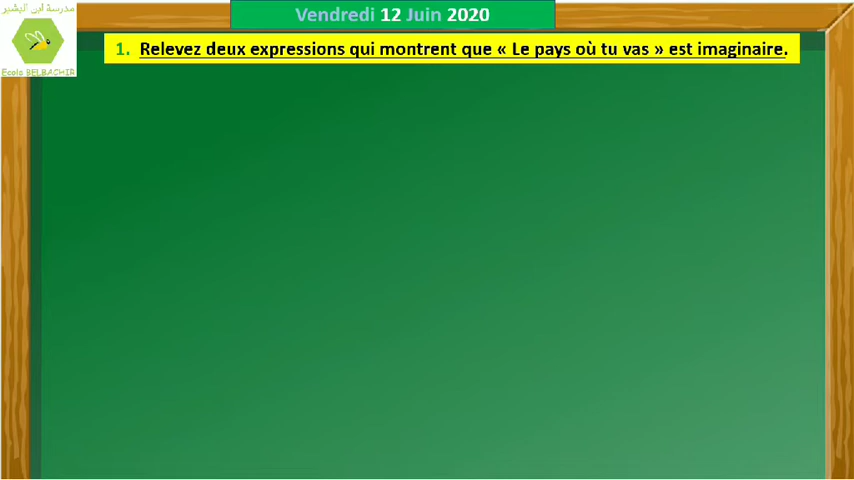 مدرسة ابن البشير
Ecole BELBACHIR
Vendredi 12 Juin 2020
1. Relevez deux expressions qui montrent que « Le pays où tu vas » est imaginaire.